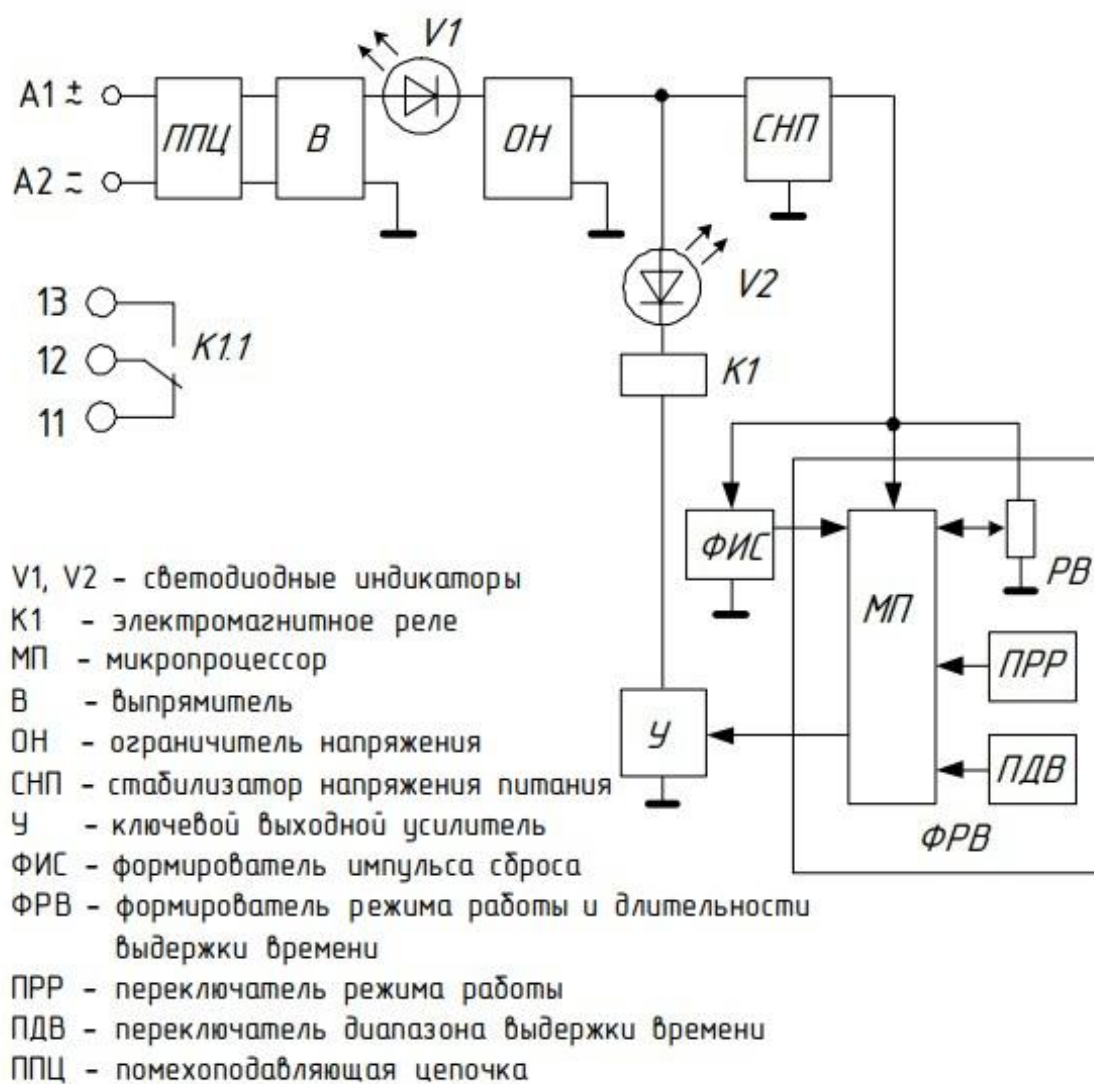 V1
A1 ±
~
ППЦ
В
ОН
СНП
A2 =
~
V2
13
К1.1
12
К1
11
ФИС
МП
РВ
ПРР
У
ПДВ
ФРВ
V1, V2 - светодиодные индикаторы
К1 - электромагнитное реле
МП - микропроцессор
В - выпрямитель
ОН - ограничитель напряжения
СНП - стабилизатор напряжения питания
У - ключевой выходной усилитель
ФИС - формирователь импульса сброса
ФРВ - формирователь режима работы и длительности
выдержки времени
ПРР - переключатель режима работы
ПДВ - переключатель диапазона выдержки времени
ППЦ - помехоподавляющая цепочка